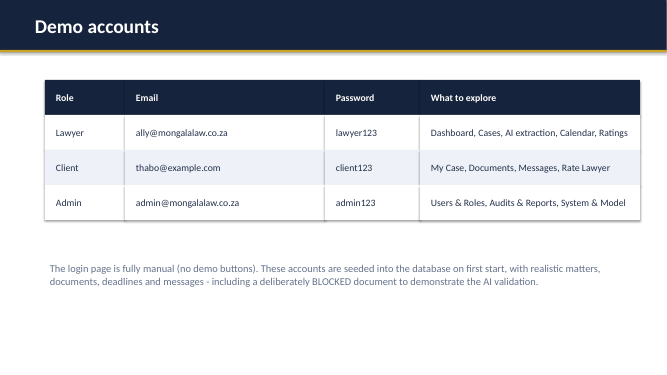 Demo accounts
Role Email Password What to explore
Lawyer ally@mongalalaw.co.za lawyer123 Dashboard, Cases, AI extraction, Calendar, Ratings
Client thabo@example.com client123 My Case, Documents, Messages, Rate Lawyer
Admin admin@mongalalaw.co.za admin123 Users & Roles, Audits & Reports, System & Model
The login page is fully manual (no demo buttons). These accounts are seeded into the database on first start, with realistic matters,
documents, deadlines and messages - including a deliberately BLOCKED document to demonstrate the AI validation.